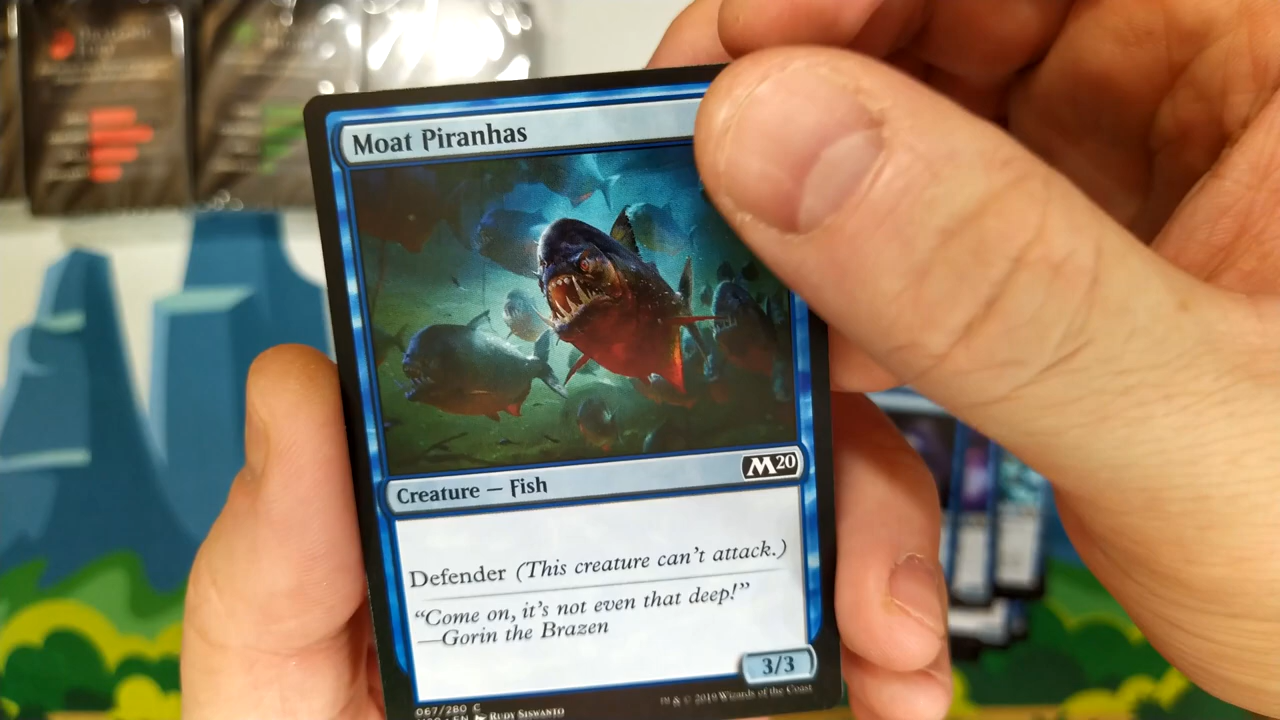 Moat Piranhas
M20
Creature — Fish
Defender (This creature can't attack.)
"Come on, it's not even that deep!"
—Gorin the Brazen
3/3
067/280 C
EN Rudy Siswanto
™ & © 2019 Wizards of the Coast